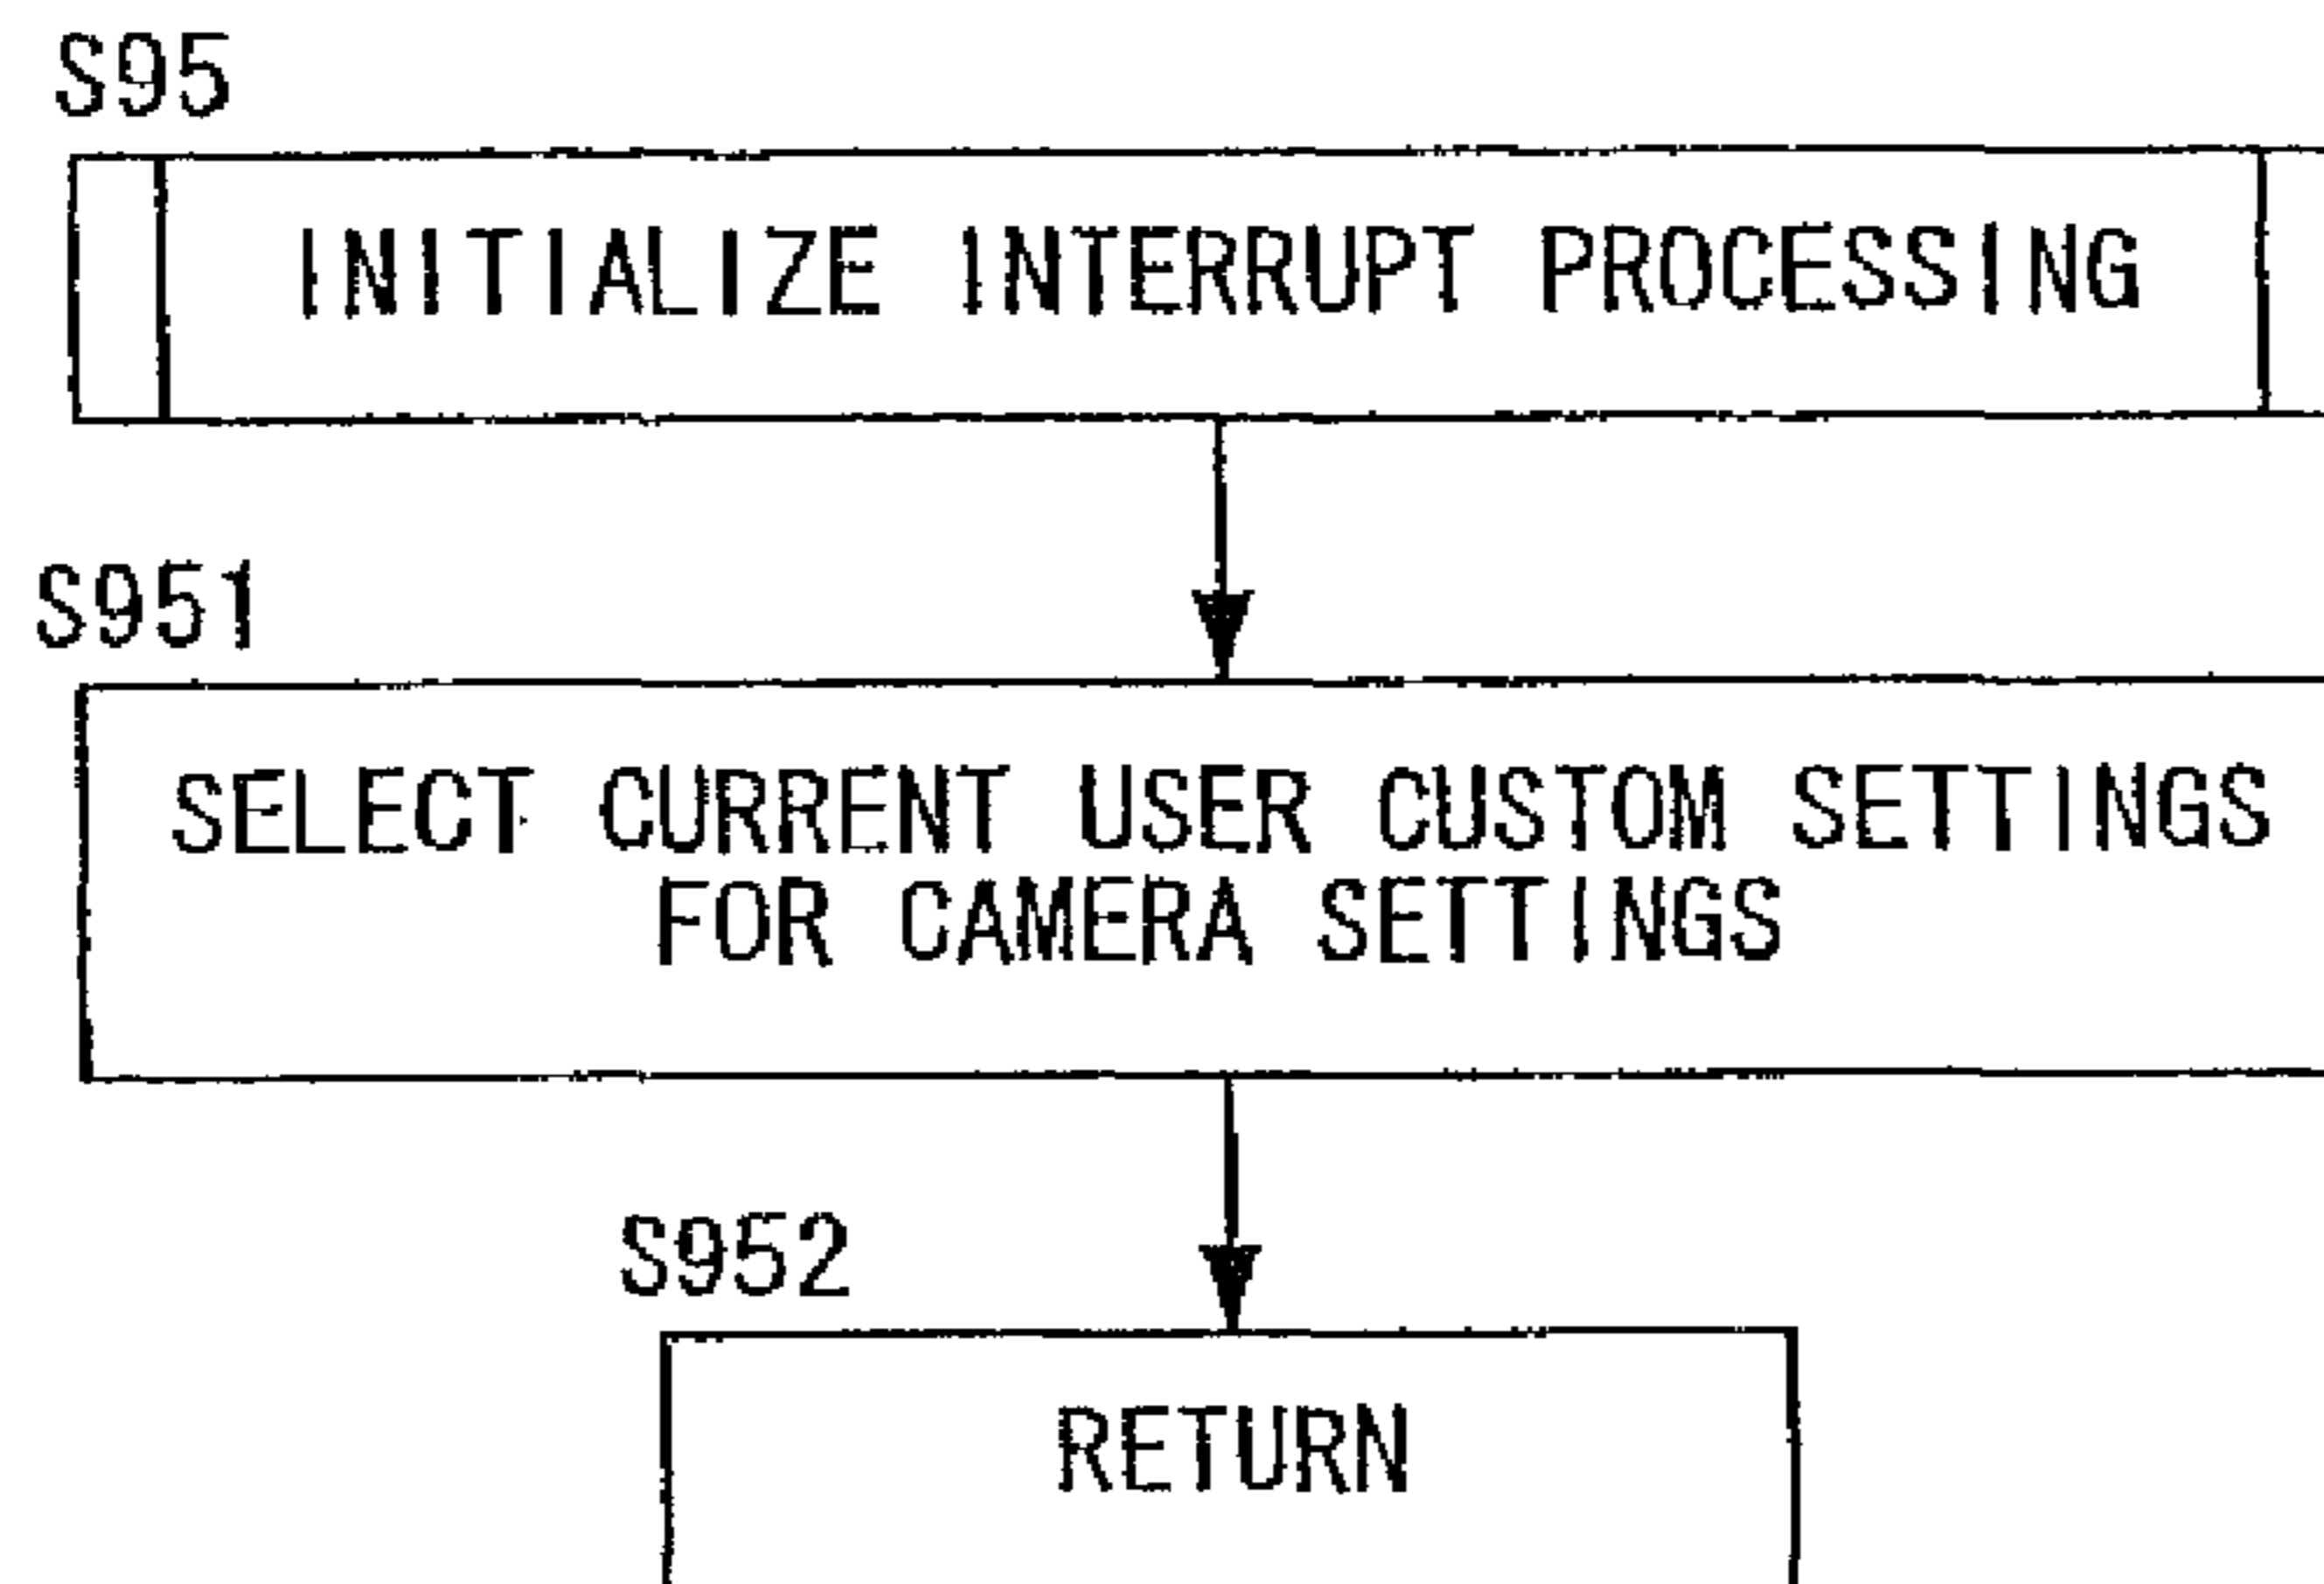 S95
INITIALIZE INTERRUPT PROCESSING
S951
SELECT CURRENT USER CUSTOM SETTINGS
FOR CAMERA SETTINGS
S952
RETURN